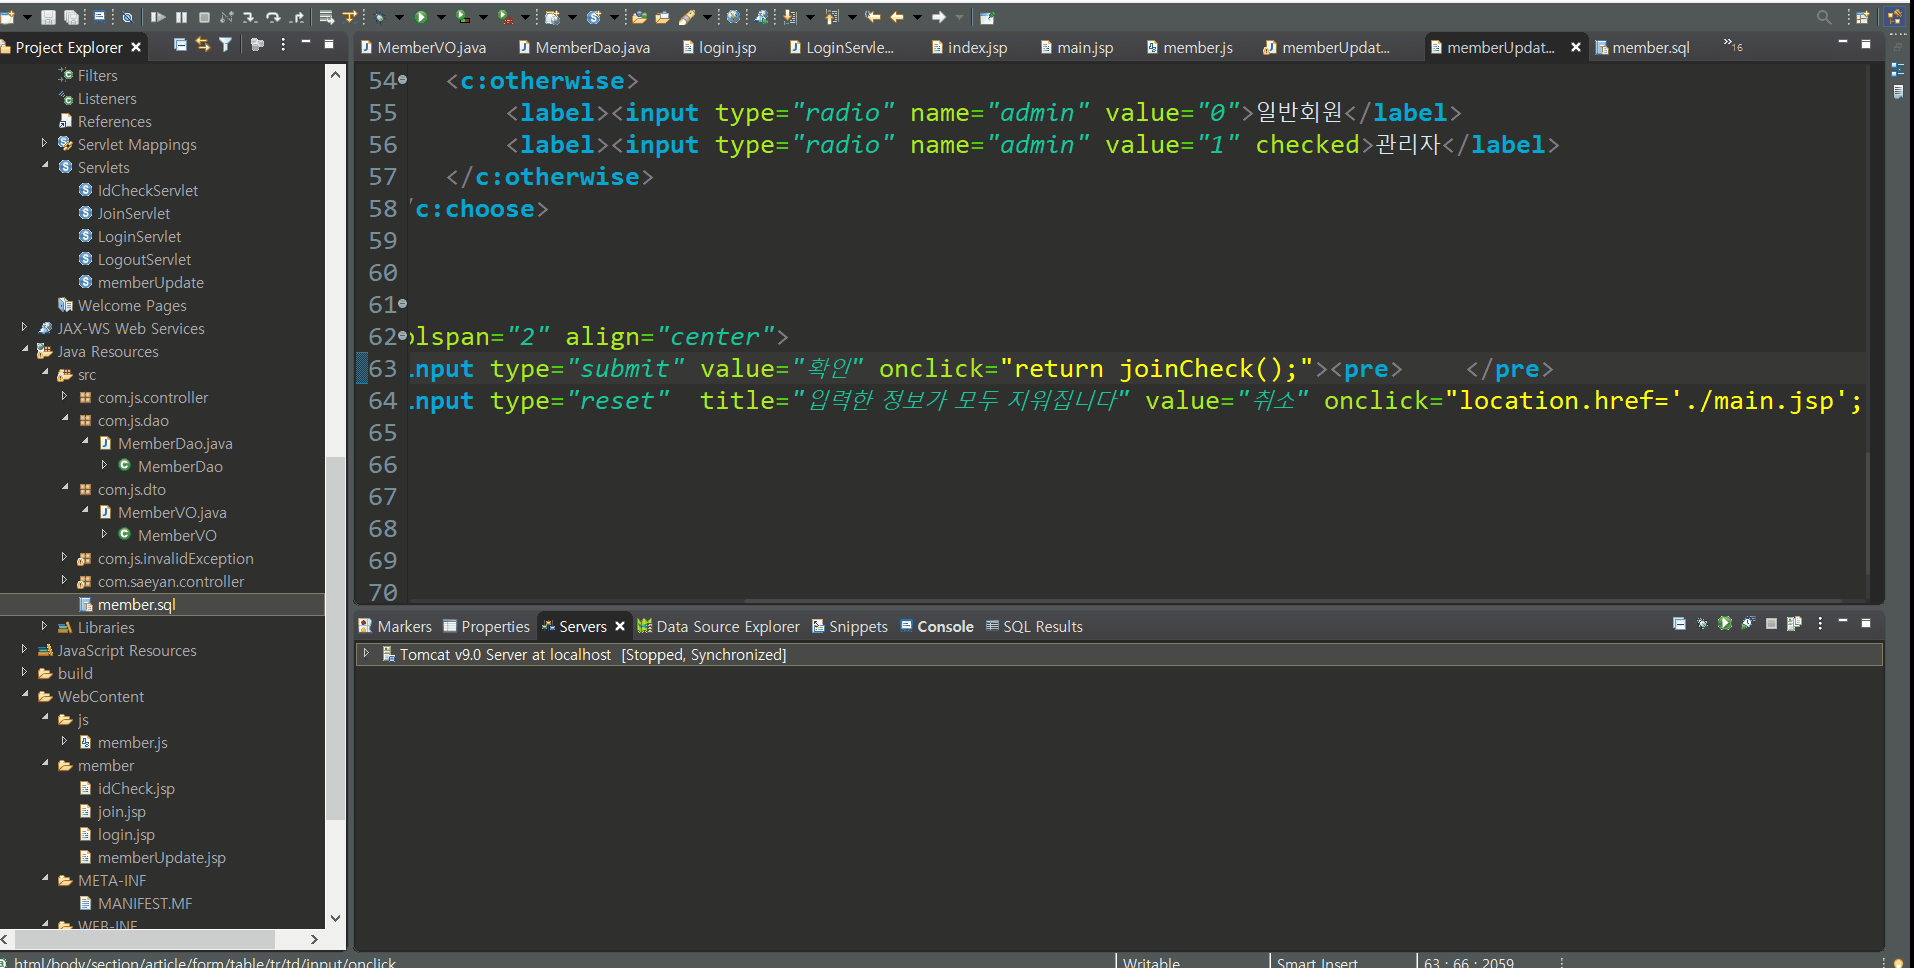 Project Explorer
Filters
Listeners
References
Servlet Mappings
Servlets
IdCheckServlet
JoinServlet
LoginServlet
LogoutServlet
memberUpdate
Welcome Pages
JAX-WS Web Services
Java Resources
src
com.js.controller
com.js.dao
MemberDao.java
MemberDao
com.js.dto
MemberVO.java
MemberVO
com.js.invalidException
com.saeyan.controller
member.sql
Libraries
JavaScript Resources
build
WebContent
js
member.js
member
idCheck.jsp
join.jsp
login.jsp
memberUpdate.jsp
META-INF
MANIFEST.MF
WEB-INF
MemberVO.java MemberDao.java login.jsp LoginServle... index.jsp main.jsp member.js memberUpdat... memberUpdat... member.sql »16
54 <c:otherwise>
55 <label><input type="radio" name="admin" value="0">일반회원</label>
56 <label><input type="radio" name="admin" value="1" checked>관리자</label>
57 </c:otherwise>
58 /c:choose>
59
60
61
62 olspan="2" align="center">
63 input type="submit" value="확인" onclick="return joinCheck();"><pre>    </pre>
64 input type="reset"  title="입력한 정보가 모두 지워집니다" value="취소" onclick="location.href='./main.jsp';
65
66
67
68
69
70
Markers Properties Servers Data Source Explorer Snippets Console SQL Results
Tomcat v9.0 Server at localhost [Stopped, Synchronized]
html/body/section/article/form/table/tr/td/input/onclick Writable Smart Insert 63 : 66 : 2059